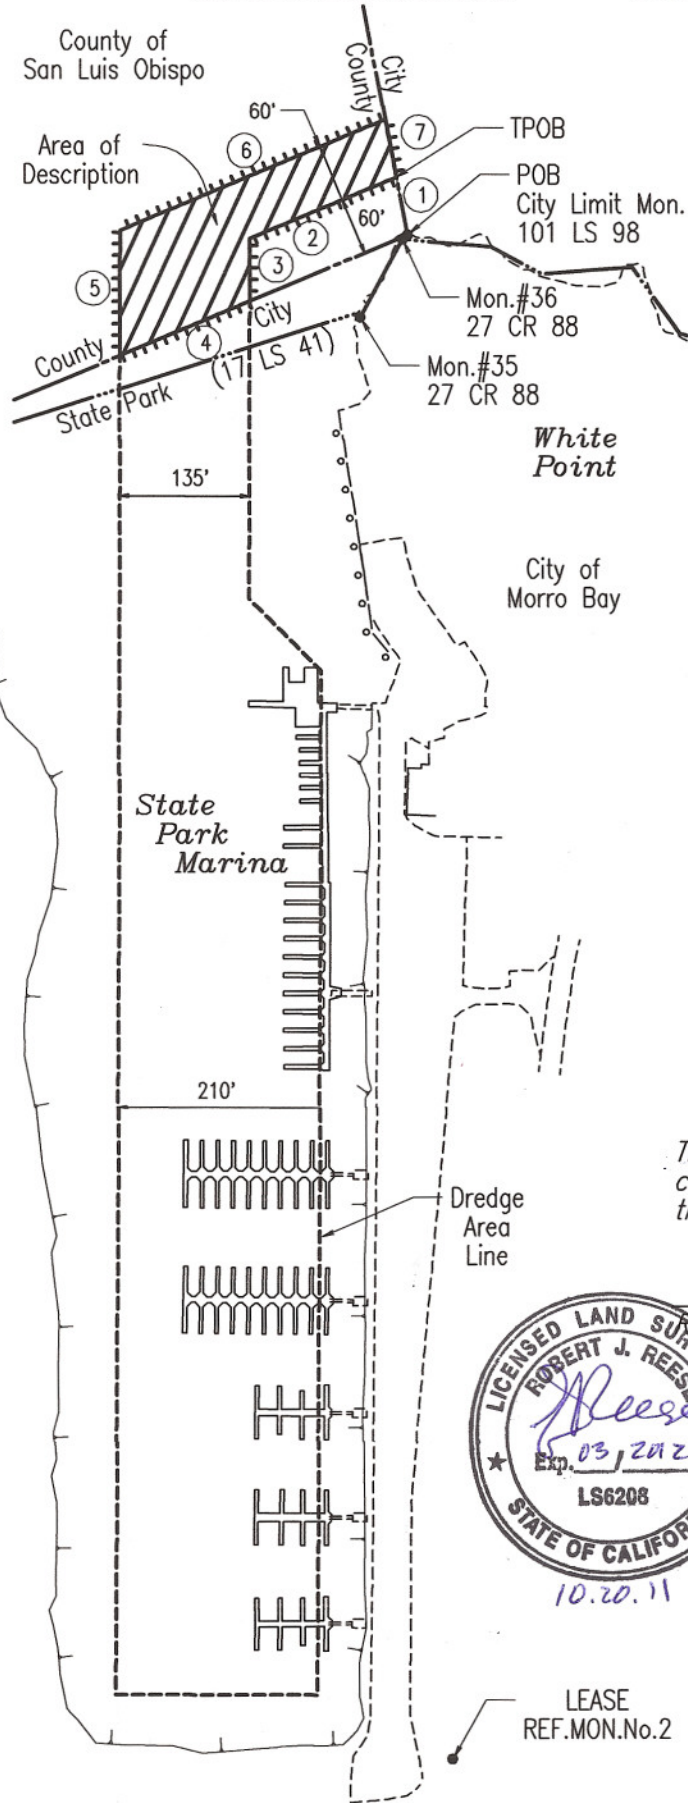 County of
San Luis Obispo
City
County
60'
7
TPOB
Area of
Description
6
1
POB
City Limit Mon.
101 LS 98
60'
2
3
5
Mon.#36
27 CR 88
City
4
County
(17 LS 41)
State Park
Mon.#35
27 CR 88
White
Point
135'
City of
Morro Bay
State
Park
Marina
210'
Dredge
Area
Line
LICENSED LAND SUR
ROBERT J. REESE
Exp. 03/2012
LS6208
STATE OF CALIFOR
10.20.11
LEASE
REF.MON.No.2